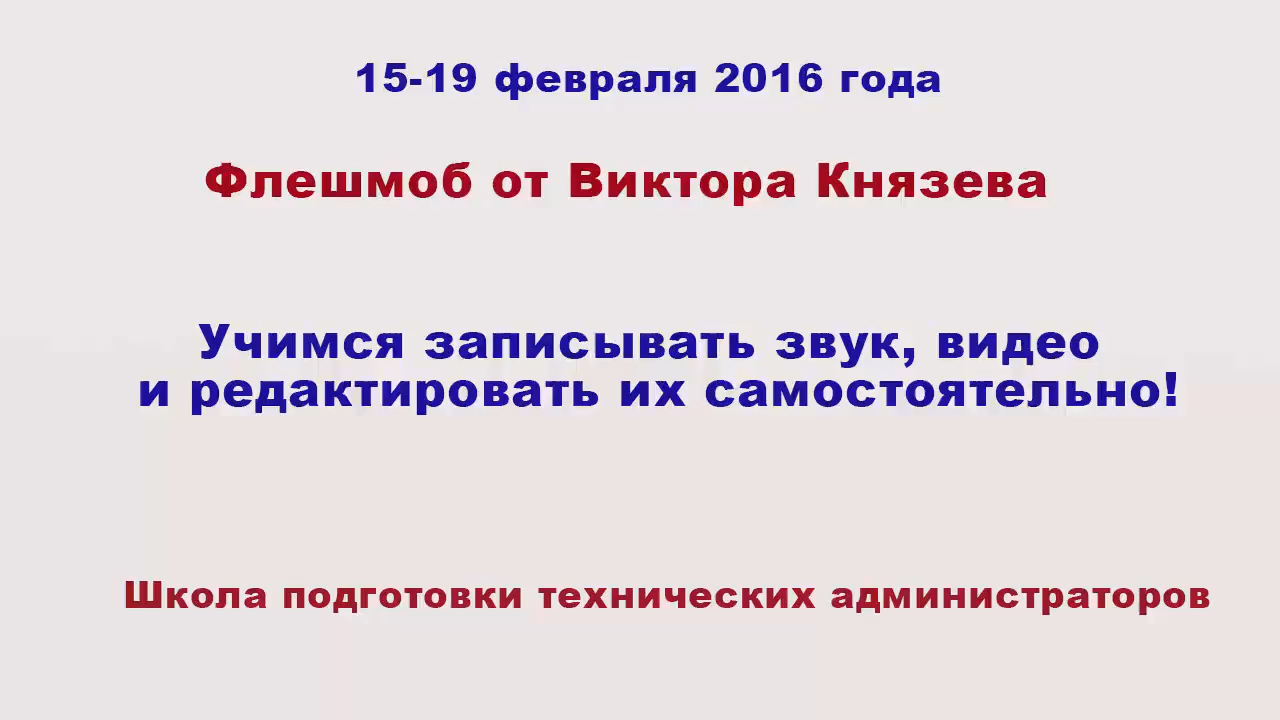 15-19 февраля 2016 года
Флешмоб от Виктора Князева
Учимся записывать звук, видео
и редактировать их самостоятельно!
Школа подготовки технических администраторов